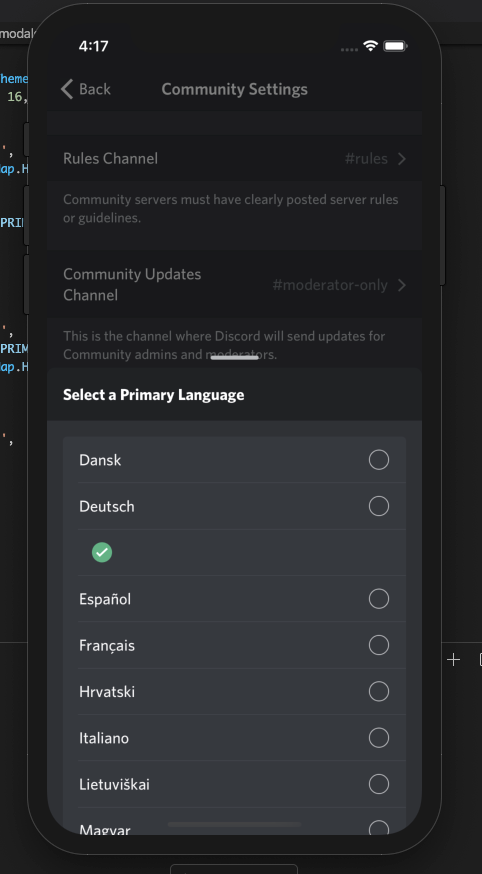 modals
heme
16,
4:17
Back
Community Settings
',
ap.H
Rules Channel
#rules
Community servers must have clearly posted server rules
or guidelines.
PRI
Community Updates
Channel
#moderator-only
',
This is the channel where Discord will send updates for
PRIM
Community admins and moderators.
ap.H
Select a Primary Language
',
Dansk
Deutsch
Español
Français
Hrvatski
Italiano
Lietuviškai
Magyar